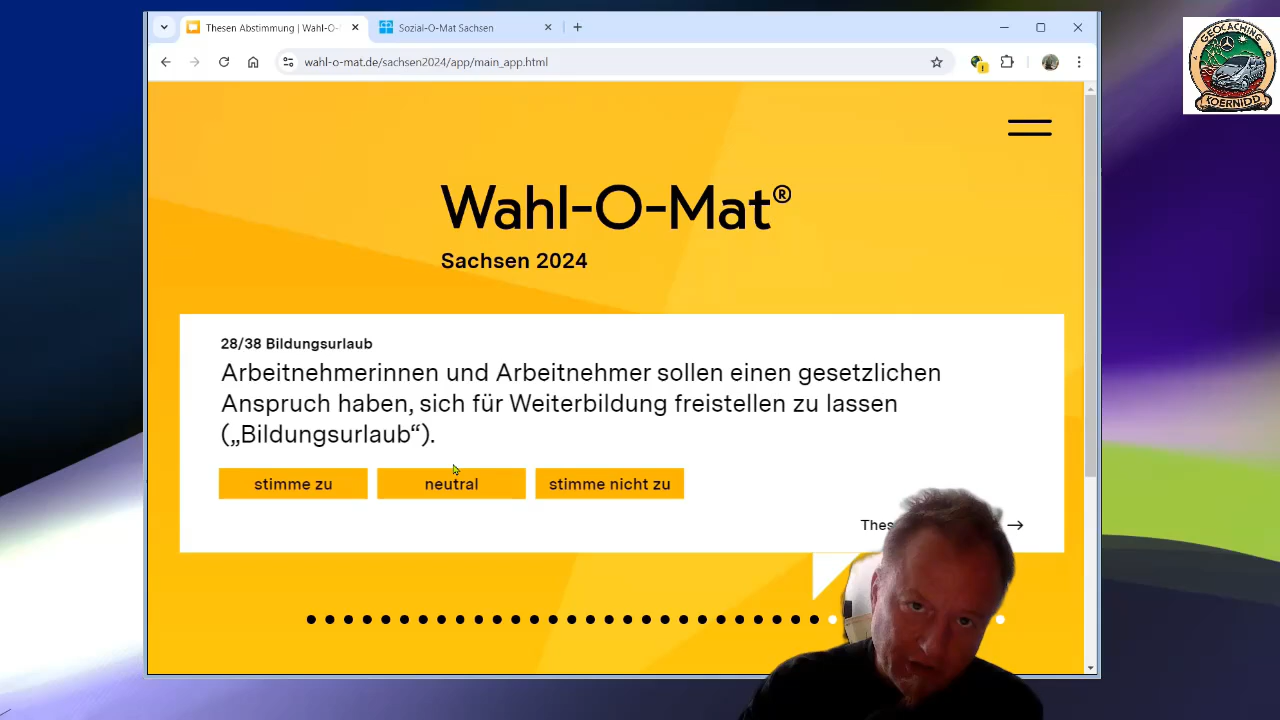 Thesen Abstimmung | Wahl-O-
Sozial-O-Mat Sachsen
wahl-o-mat.de/sachsen2024/app/main_app.html
GEOCACHING
KOERNIDD
Wahl-O-Mat®
Sachsen 2024
28/38 Bildungsurlaub
Arbeitnehmerinnen und Arbeitnehmer sollen einen gesetzlichen
Anspruch haben, sich für Weiterbildung freistellen zu lassen
(„Bildungsurlaub“).
stimme zu
neutral
stimme nicht zu
Thes